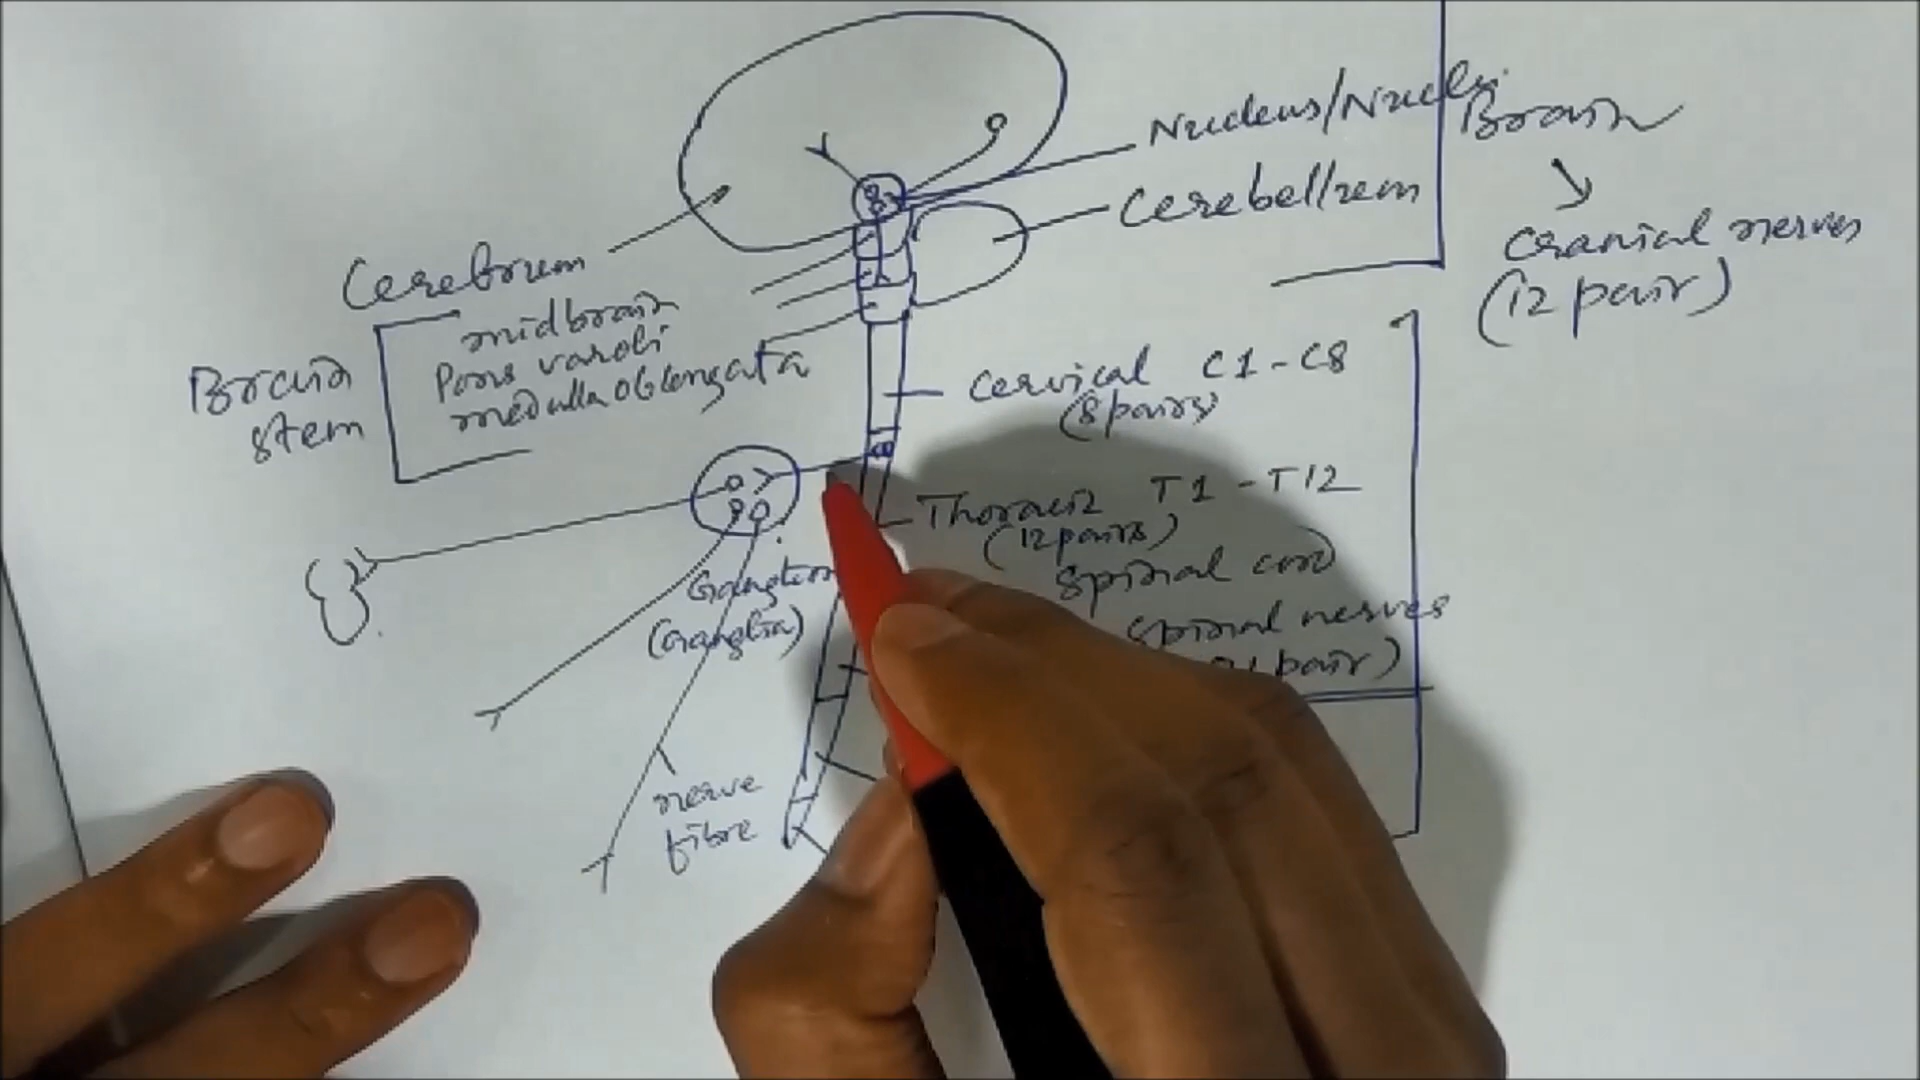 Nucleus/Nuclei
Brain
Cerebellum
Cranial nerves
(12 pair)
Cerebrum
Brain
stem
midbrain
Pons varoli
medulla oblongata
Cervical C1-C8
(8 pairs)
Thoracic T1-T12
(12 pairs)
spinal cord
spinal nerves
pair)
Ganglion
(Ganglia)
nerve
fibre